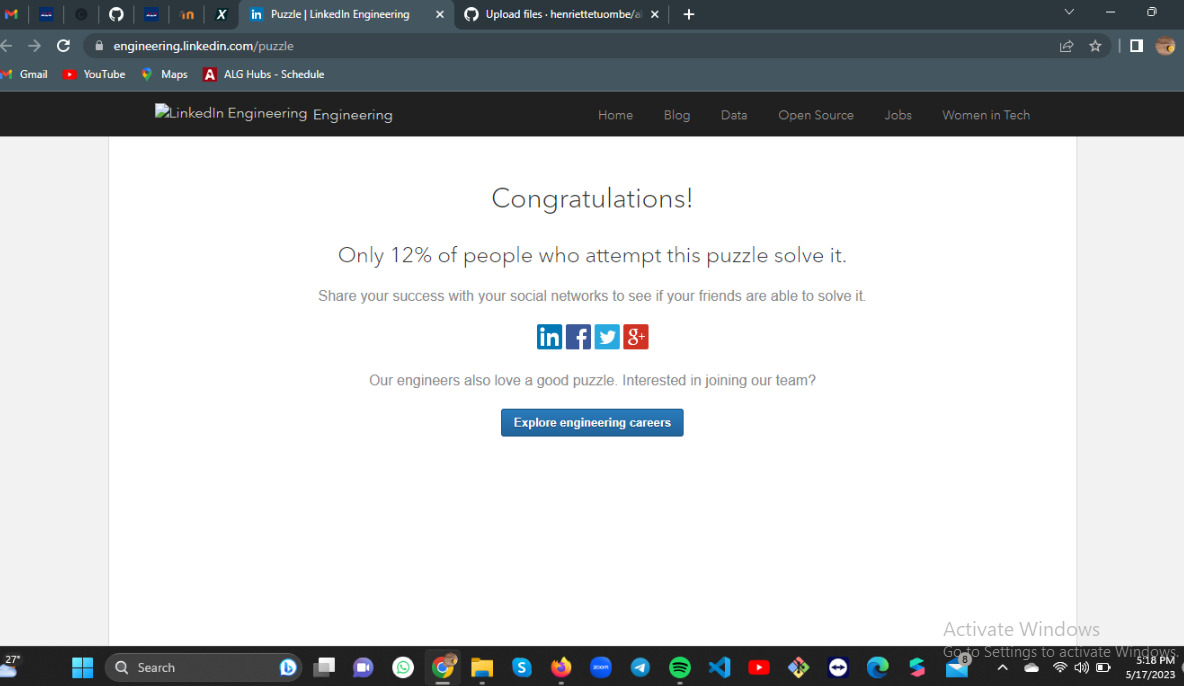 Puzzle | LinkedIn Engineering
Upload files · henriettetuombe/al
engineering.linkedin.com/puzzle
Gmail
YouTube
Maps
A
ALG Hubs - Schedule
LinkedIn Engineering Engineering
Home
Blog
Data
Open Source
Jobs
Women in Tech
Congratulations!
Only 12% of people who attempt this puzzle solve it.
Share your success with your social networks to see if your friends are able to solve it.
in f g+
Our engineers also love a good puzzle. Interested in joining our team?
Explore engineering careers
Activate Windows
Go to Settings to activate Windows.
27°
Search
zoom
8
5:18 PM
5/17/2023